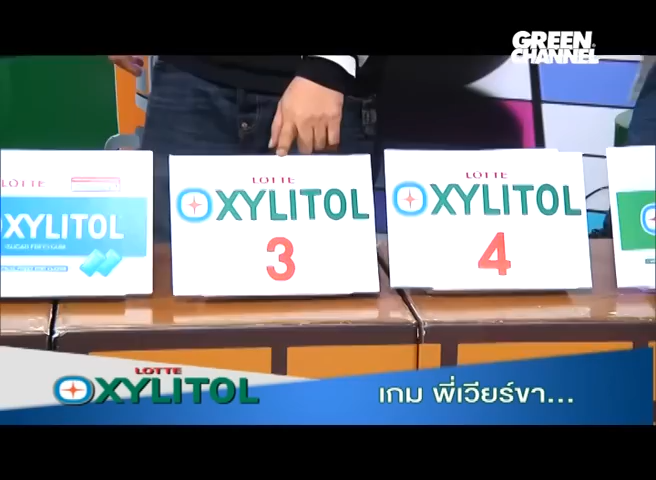 GREEN
CHANNEL
LOTTE
XYLITOL
LOTTE
XYLITOL
3
LOTTE
XYLITOL
4
LOTTE
XYLITOL
เกม พี่เวียร์ขา...